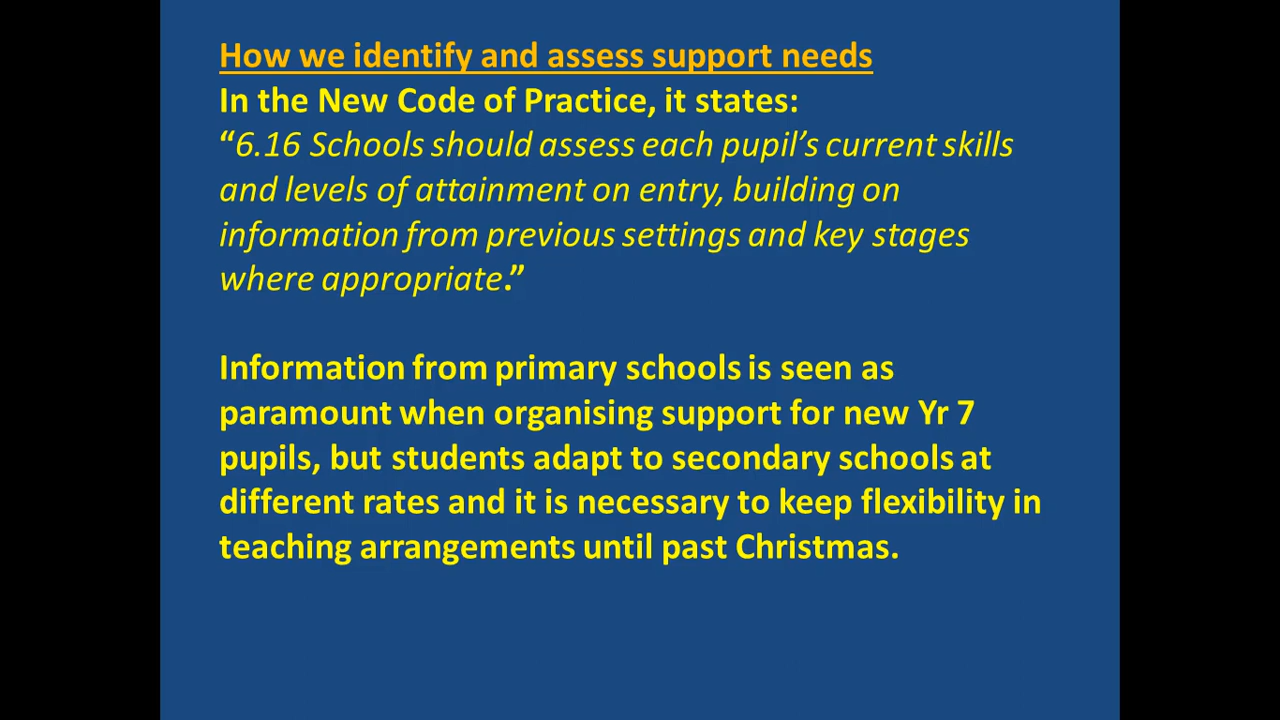 How we identify and assess support needs
In the New Code of Practice, it states:
“6.16 Schools should assess each pupil’s current skills
and levels of attainment on entry, building on
information from previous settings and key stages
where appropriate.”
Information from primary schools is seen as
paramount when organising support for new Yr 7
pupils, but students adapt to secondary schools at
different rates and it is necessary to keep flexibility in
teaching arrangements until past Christmas.